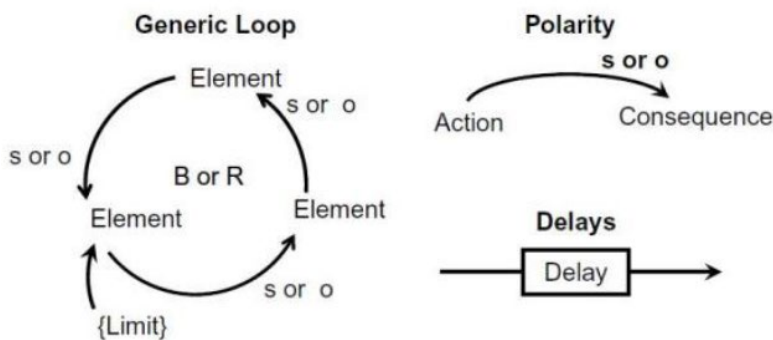 Generic Loop
Element
s or o
s or o
B or R
Element
Element
s or o
{Limit}
Polarity
s or o
Action
Consequence
Delays
Delay